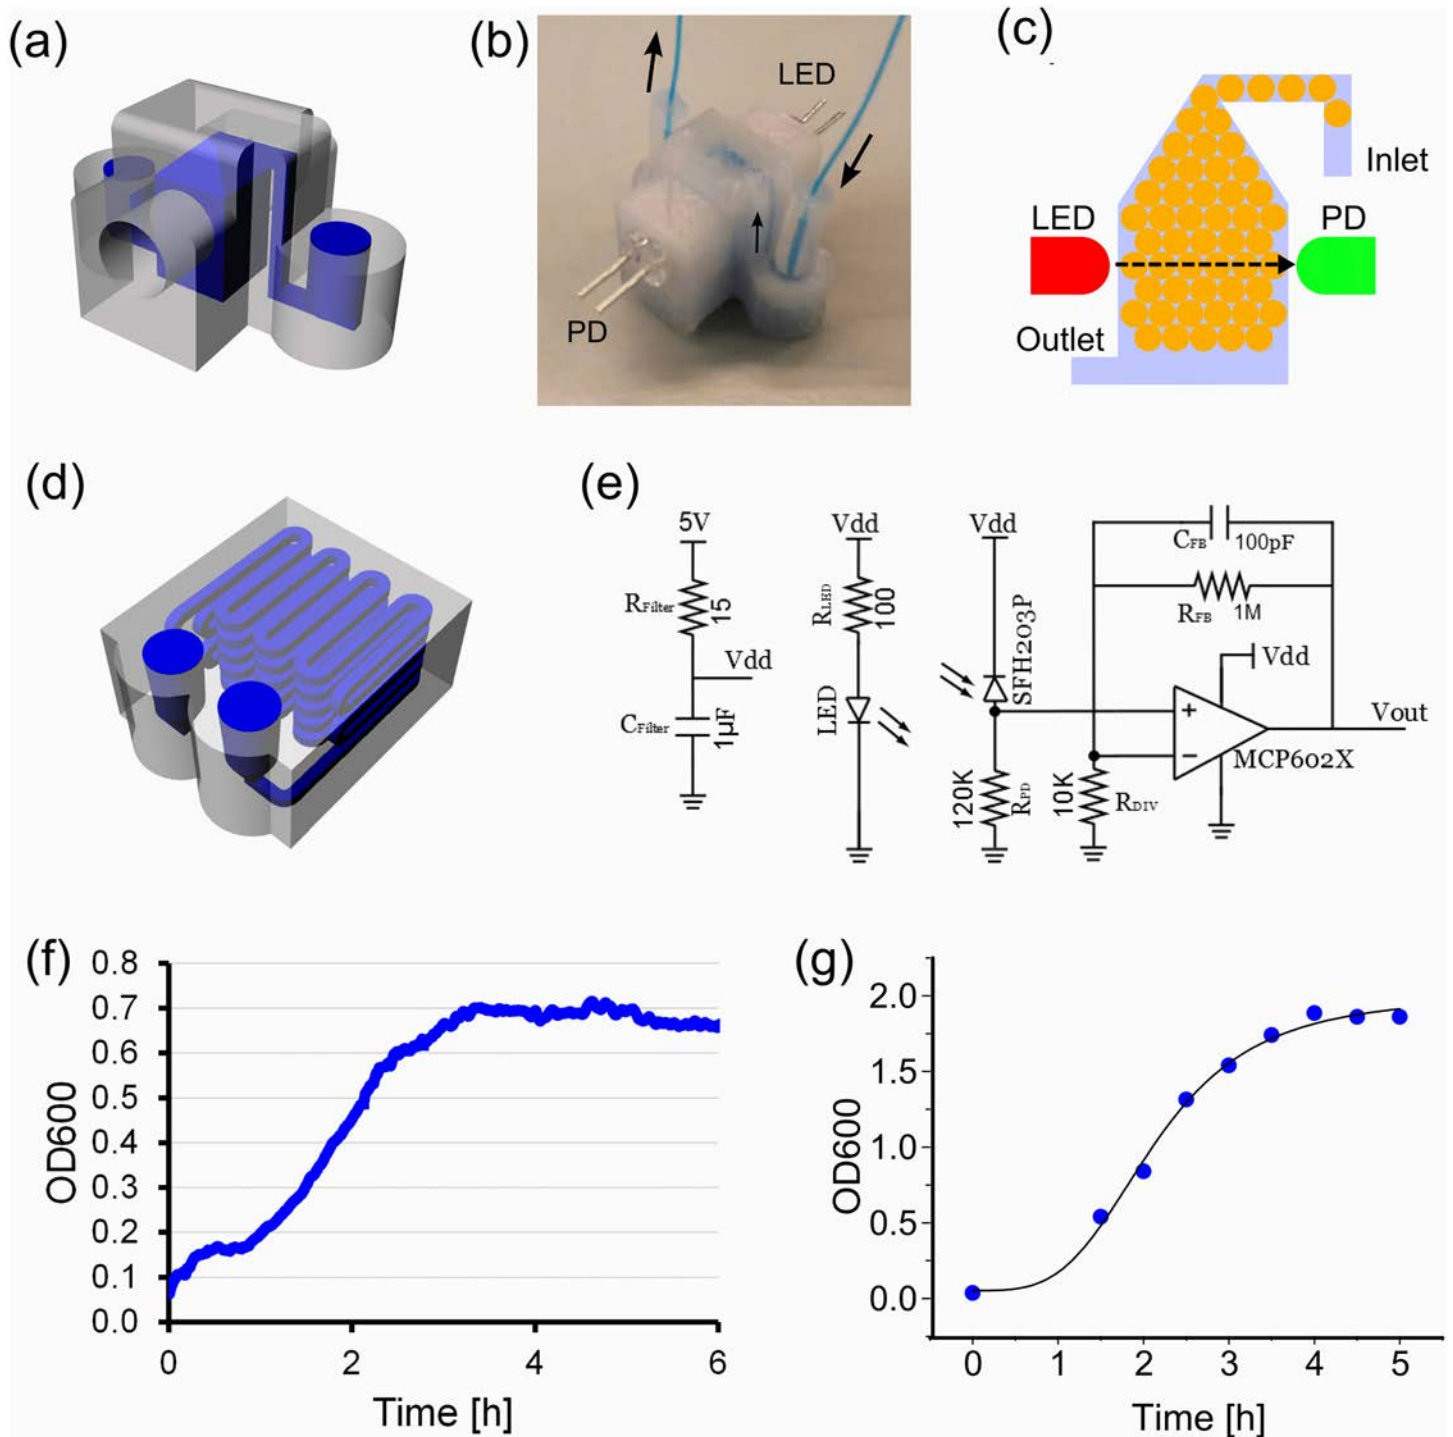 (a)
(b)
LED
PD
(c)
Inlet
LED
PD
Outlet
(d)
(e)
5V
RFilter
15
Vdd
CFilter
1µF
Vdd
RLED
100
LED
Vdd
SFH203P
120K
RPD
CFB
100pF
RFB
1M
Vdd
+
−
MCP602X
Vout
10K
RDIV
(f)
0.8
0.7
0.6
0.5
0.4
0.3
0.2
0.1
0.0
OD600
0 2 4 6
Time [h]
(g)
2.0
1.5
1.0
0.5
0.0
OD600
0 1 2 3 4 5
Time [h]